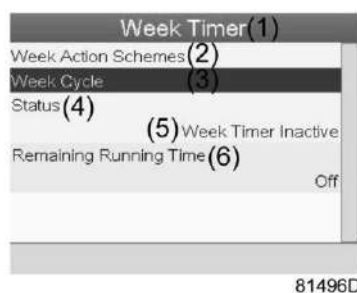 Week Timer(1)
Week Action Schemes(2)
Week Cycle (3)
Status(4)
(5)Week Timer Inactive
Remaining Running Time(6)
Off
81496D